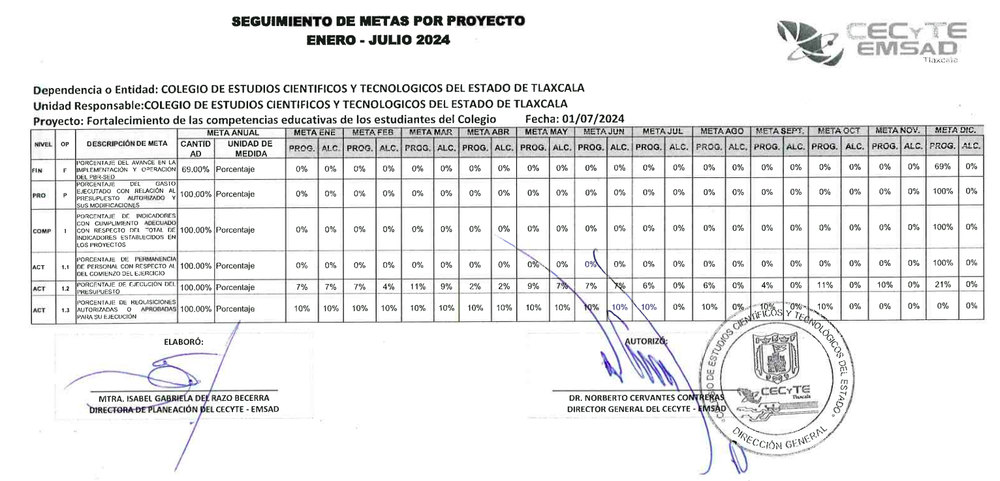 SEGUIMIENTO DE METAS POR PROYECTO
ENERO - JULIO 2024
CECyTE
EMSAD
Tlaxcala
Dependencia o Entidad: COLEGIO DE ESTUDIOS CIENTIFICOS Y TECNOLOGICOS DEL ESTADO DE TLAXCALA
Unidad Responsable:COLEGIO DE ESTUDIOS CIENTIFICOS Y TECNOLOGICOS DEL ESTADO DE TLAXCALA
Proyecto: Fortalecimiento de las competencias educativas de los estudiantes del Colegio Fecha: 01/07/2024
META ANUAL META ENE META FEB META MAR META ABR META MAY META JUN META JUL META AGO META SEPT. META OCT META NOV. META DIC.
NIVEL OP DESCRIPCIÓN DE META CANTID AD UNIDAD DE MEDIDA PROG. ALC. PROG. ALC. PROG. ALC. PROG. ALC. PROG. ALC. PROG. ALC. PROG. ALC. PROG. ALC. PROG. ALC. PROG. ALC. PROG. ALC. PROG. ALC.
PORCENTAJE DEL AVANCE EN LA
IMPLEMENTACIÓN Y OPERACIÓN
DEL PBR-SED
FIN F 69.00% Porcentaje 0% 0% 0% 0% 0% 0% 0% 0% 0% 0% 0% 0% 0% 0% 0% 0% 0% 0% 0% 0% 0% 0% 69% 0%
PORCENTAJE DEL GASTO
EJECUTADO CON RELACIÓN AL
PRESUPUESTO AUTORIZADO Y
SUS MODIFICACIONES
PRO P 100.00% Porcentaje 0% 0% 0% 0% 0% 0% 0% 0% 0% 0% 0% 0% 0% 0% 0% 0% 0% 0% 0% 0% 0% 0% 100% 0%
PORCENTAJE DE INDICADORES
CON CUMPLIMIENTO ADECUADO
CON RESPECTO DEL TOTAL DE
INDICADORES ESTABLECIDOS EN
LOS PROYECTOS
COMP 1 100.00% Porcentaje 0% 0% 0% 0% 0% 0% 0% 0% 0% 0% 0% 0% 0% 0% 0% 0% 0% 0% 0% 0% 0% 0% 100% 0%
PORCENTAJE DE PERMANENCIA
DE PERSONAL CON RESPECTO AL
DEL COMIENZO DEL EJERCICIO
ACT 1.1 100.00% Porcentaje 0% 0% 0% 0% 0% 0% 0% 0% 0% 0% 0% 0% 0% 0% 0% 0% 0% 0% 0% 0% 0% 0% 100% 0%
PORCENTAJE DE EJECUCIÓN DEL
PRESUPUESTO
ACT 1.2 100.00% Porcentaje 7% 7% 7% 4% 11% 9% 2% 2% 9% 7% 7% 7% 6% 0% 6% 0% 4% 0% 11% 0% 10% 0% 21% 0%
PORCENTAJE DE REQUISICIONES
AUTORIZADAS O APROBADAS
PARA SU EJECUCIÓN
ACT 1.3 100.00% Porcentaje 10% 10% 10% 10% 10% 10% 10% 10% 10% 10% 10% 10% 10% 0% 10% 0% 10% 0% 10% 0% 0% 0% 0% 0%
ELABORÓ:
MTRA. ISABEL GABRIELA DEL RAZO BECERRA
DIRECTORA DE PLANEACIÓN DEL CECYTE - EMSAD
AUTORIZÓ:
DR. NORBERTO CERVANTES CONTRERAS
DIRECTOR GENERAL DEL CECYTE - EMSAD
COLEGIO DE ESTUDIOS CIENTÍFICOS Y TECNOLÓGICOS DEL ESTADO
CECyTE
Tlaxcala
DIRECCIÓN GENERAL